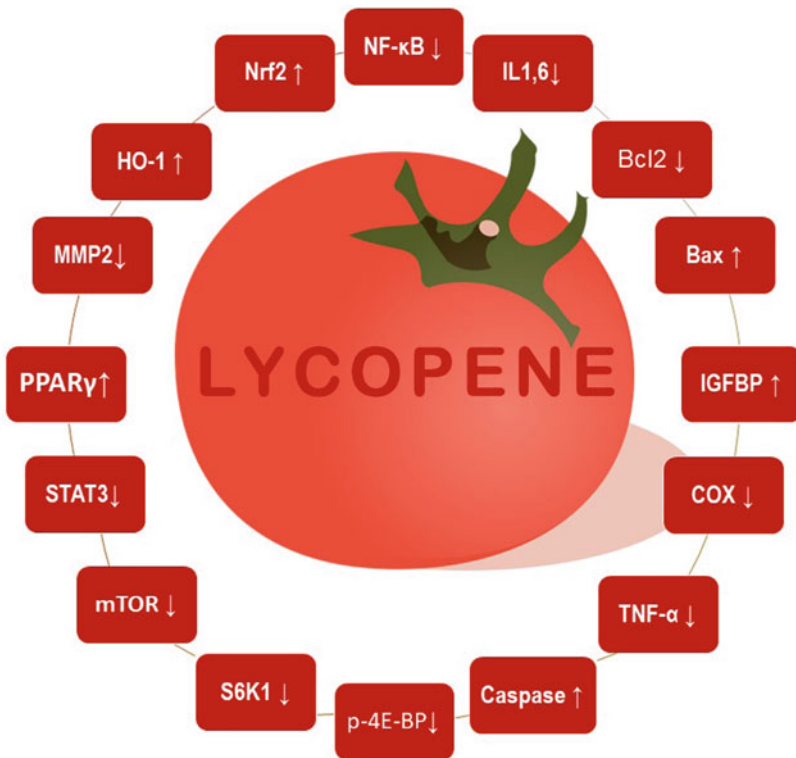 NF-κB ↓
IL1,6↓
Bcl2 ↓
Bax ↑
IGFBP ↑
COX ↓
TNF-α ↓
Caspase ↑
p-4E-BP↓
S6K1 ↓
mTOR ↓
STAT3↓
PPARγ↑
MMP2↓
HO-1 ↑
Nrf2 ↑
LYCOPENE